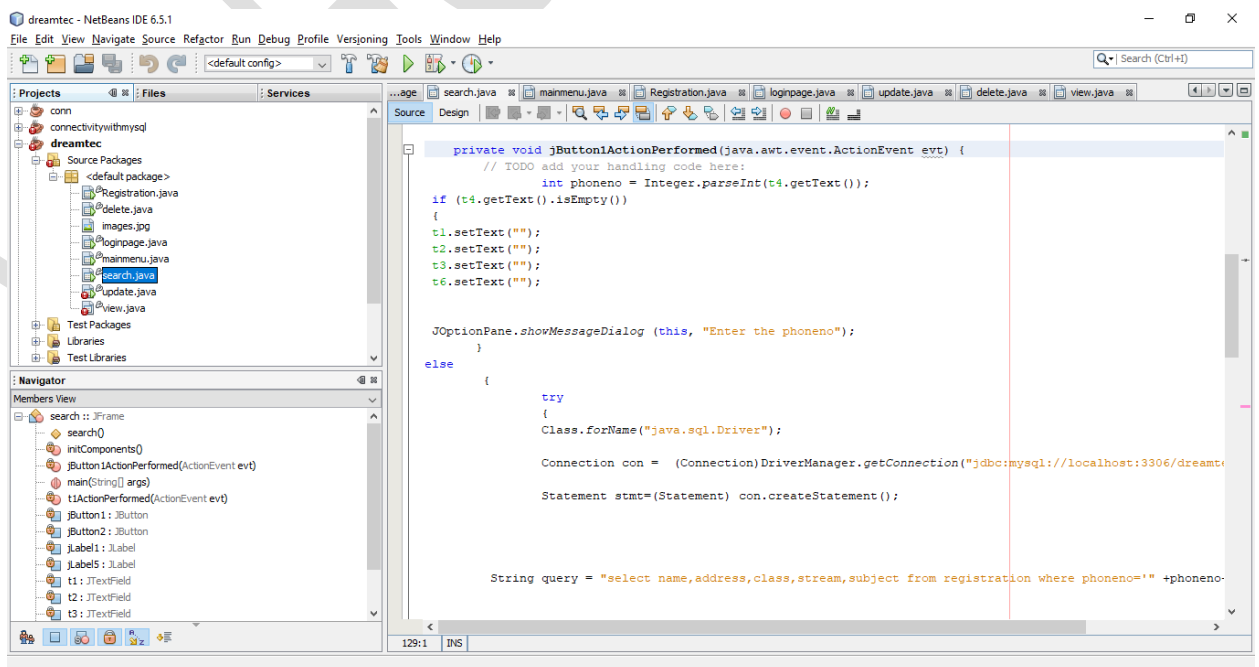 dreamtec - NetBeans IDE 6.5.1
File Edit View Navigate Source Refactor Run Debug Profile Versioning Tools Window Help
<default config>
Search (Ctrl+I)
Projects Files Services
conn
connectivitywithmysql
dreamtec
Source Packages
<default package>
Registration.java
delete.java
images.jpg
loginpage.java
mainmenu.java
search.java
update.java
view.java
Test Packages
Libraries
Test Libraries
Navigator
Members View
search :: JFrame
search()
initComponents()
jButton1ActionPerformed(ActionEvent evt)
main(String[] args)
t1ActionPerformed(ActionEvent evt)
jButton1 : JButton
jButton2 : JButton
jLabel1 : JLabel
jLabel5 : JLabel
t1 : JTextField
t2 : JTextField
t3 : JTextField
...age search.java mainmenu.java Registration.java loginpage.java update.java delete.java view.java
Source Design
private void jButton1ActionPerformed(java.awt.event.ActionEvent evt) {
// TODO add your handling code here:
int phoneno = Integer.parseInt(t4.getText());
if (t4.getText().isEmpty())
{
t1.setText("");
t2.setText("");
t3.setText("");
t6.setText("");
JOptionPane.showMessageDialog (this, "Enter the phoneno");
}
else
{
try
{
Class.forName("java.sql.Driver");
Connection con = (Connection)DriverManager.getConnection("jdbc:mysql://localhost:3306/dreamte
Statement stmt=(Statement) con.createStatement();
String query = "select name,address,class,stream,subject from registration where phoneno='" +phoneno-
129:1 INS